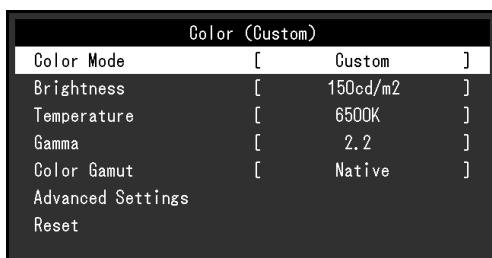 Color (Custom)
Color Mode [ Custom ]
Brightness [ 150cd/m2 ]
Temperature [ 6500K ]
Gamma [ 2.2 ]
Color Gamut [ Native ]
Advanced Settings
Reset